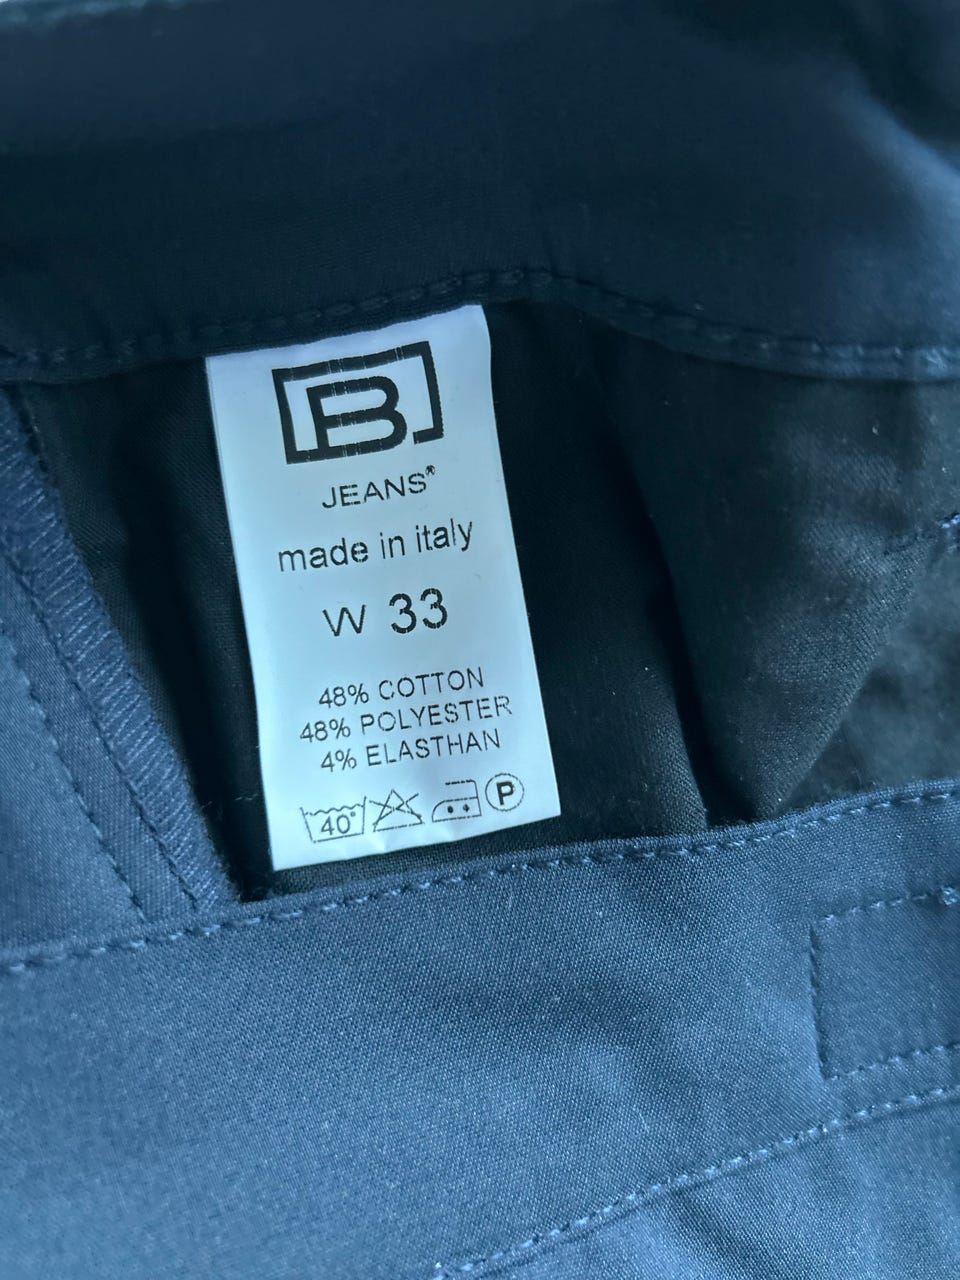 B
JEANS®
made in italy
W 33
48% COTTON
48% POLYESTER
4% ELASTHAN
40° P